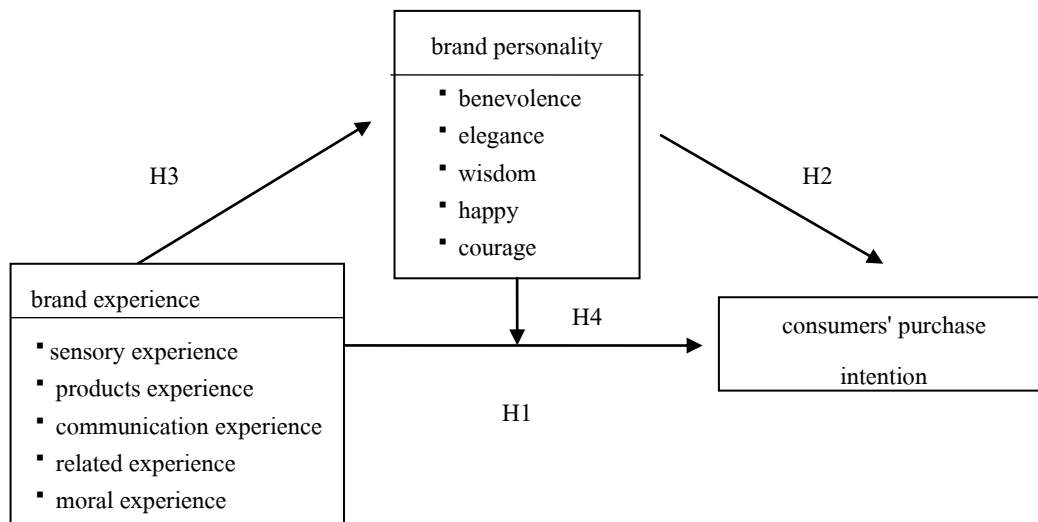 brand personality
▪ benevolence
▪ elegance
▪ wisdom
▪ happy
▪ courage
H3
H2
brand experience
▪ sensory experience
▪ products experience
▪ communication experience
▪ related experience
▪ moral experience
H4
H1
consumers' purchase
intention